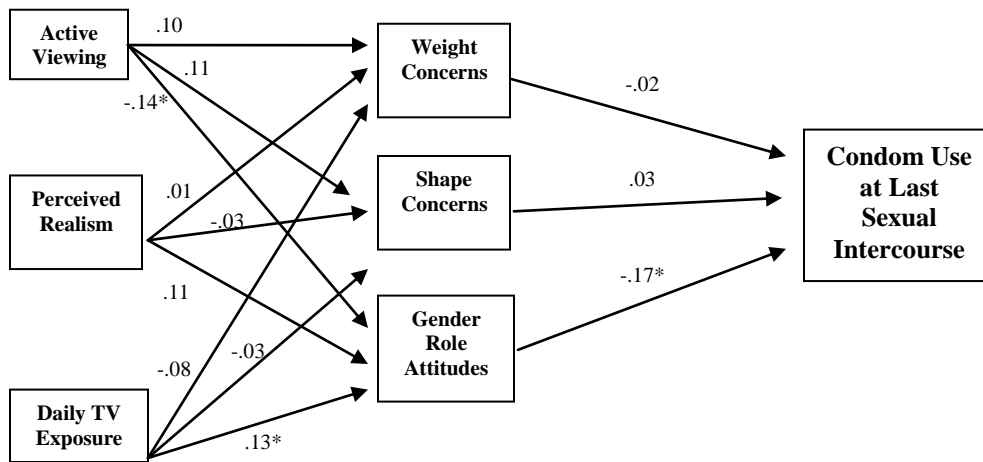 Active
Viewing
.10
.11
-.14*
Weight
Concerns
-.02
Perceived
Realism
.01
-.03
.11
Shape
Concerns
.03
Condom Use
at Last
Sexual
Intercourse
-.17*
Gender
Role
Attitudes
Daily TV
Exposure
-.08
-.03
.13*